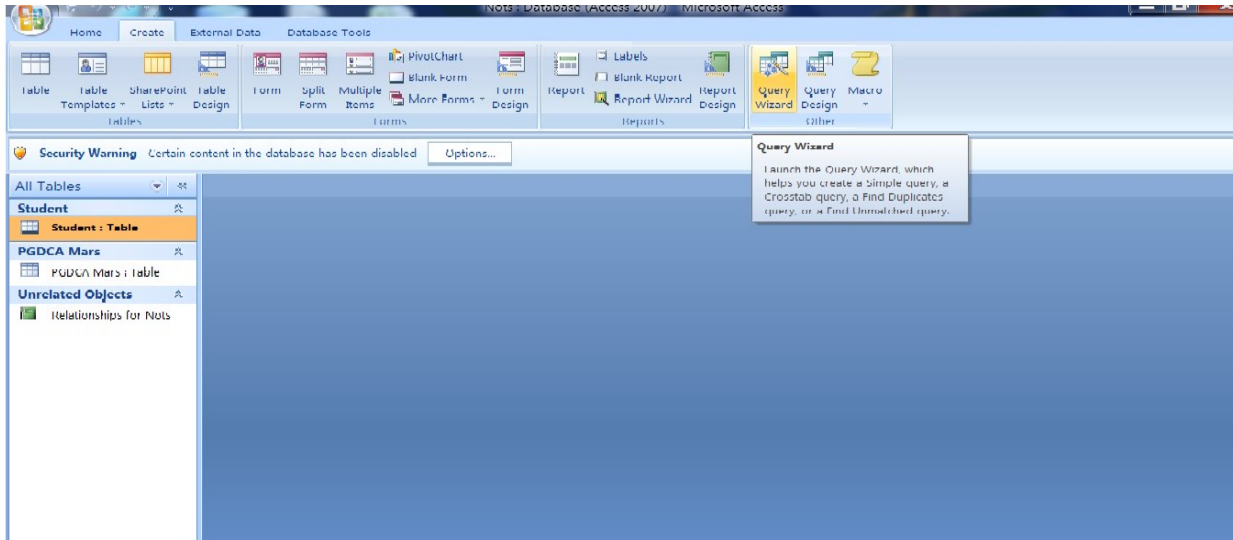 Nots : Database (Access 2007) - Microsoft Access
Home Create External Data Database Tools
Table
Table Templates
SharePoint Lists
Table Design
Tables
Form
Split Form
Multiple Items
PivotChart
Blank Form
More Forms
Form Design
Forms
Report
Labels
Blank Report
Report Wizard
Report Design
Reports
Query Wizard
Query Design
Macro
Other
Security Warning Certain content in the database has been disabled Options...
Query Wizard
Launch the Query Wizard, which
helps you create a Simple query, a
Crosstab query, a Find Duplicates
query, or a Find Unmatched query.
All Tables
Student
Student : Table
PGDCA Mars
PGDCA Mars : Table
Unrelated Objects
Relationships for Nots